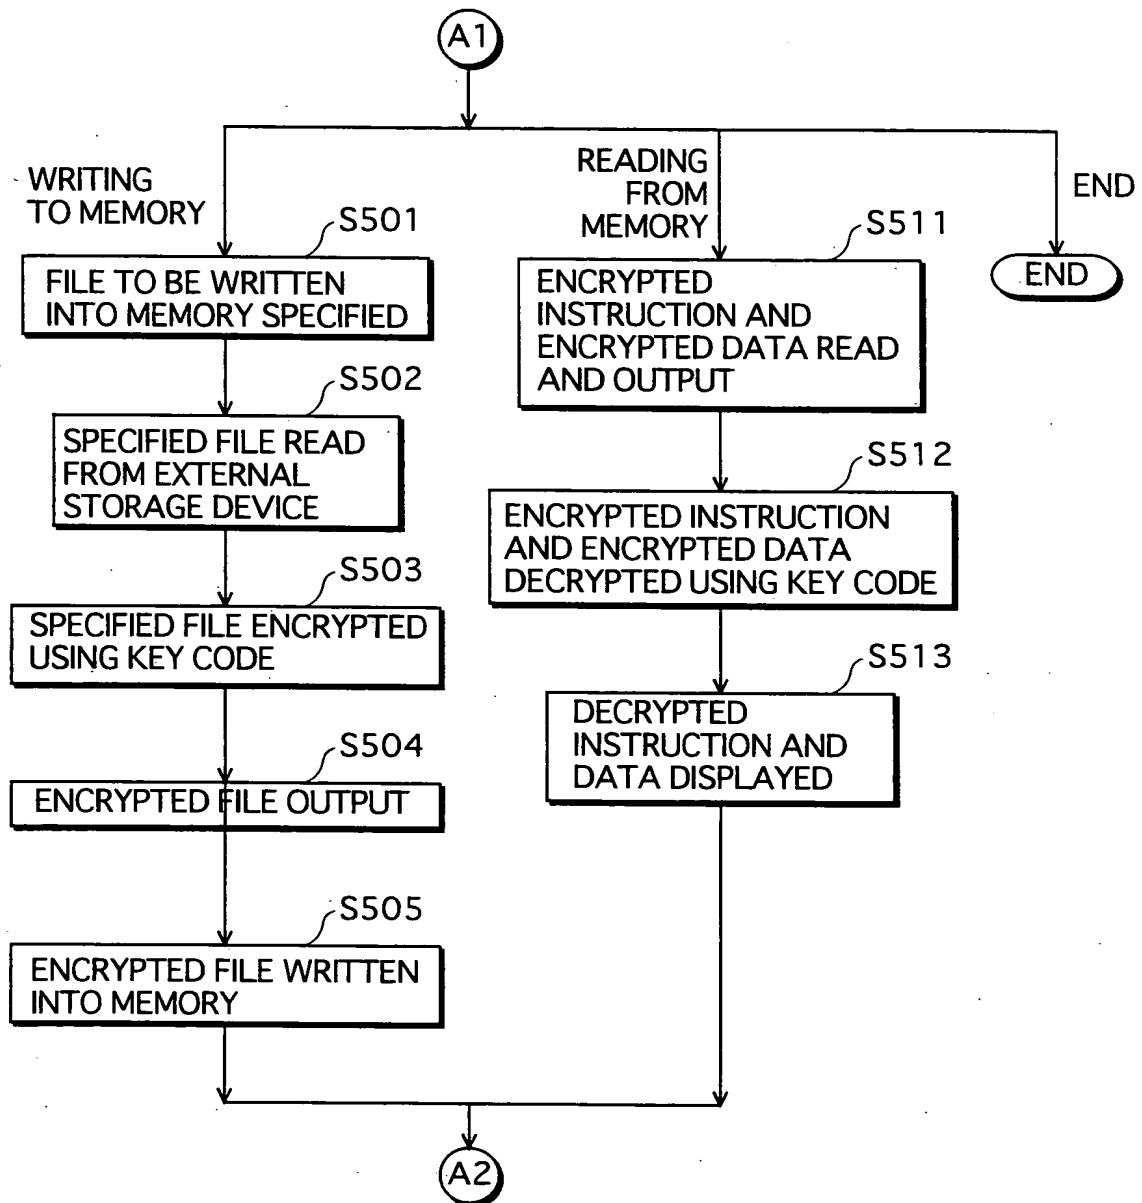 A1
WRITING
TO MEMORY
READING
FROM
MEMORY
END
S501
FILE TO BE WRITTEN
INTO MEMORY SPECIFIED
S502
SPECIFIED FILE READ
FROM EXTERNAL
STORAGE DEVICE
S503
SPECIFIED FILE ENCRYPTED
USING KEY CODE
S504
ENCRYPTED FILE OUTPUT
S505
ENCRYPTED FILE WRITTEN
INTO MEMORY
S511
ENCRYPTED
INSTRUCTION AND
ENCRYPTED DATA READ
AND OUTPUT
S512
ENCRYPTED INSTRUCTION
AND ENCRYPTED DATA
DECRYPTED USING KEY CODE
S513
DECRYPTED
INSTRUCTION AND
DATA DISPLAYED
END
A2